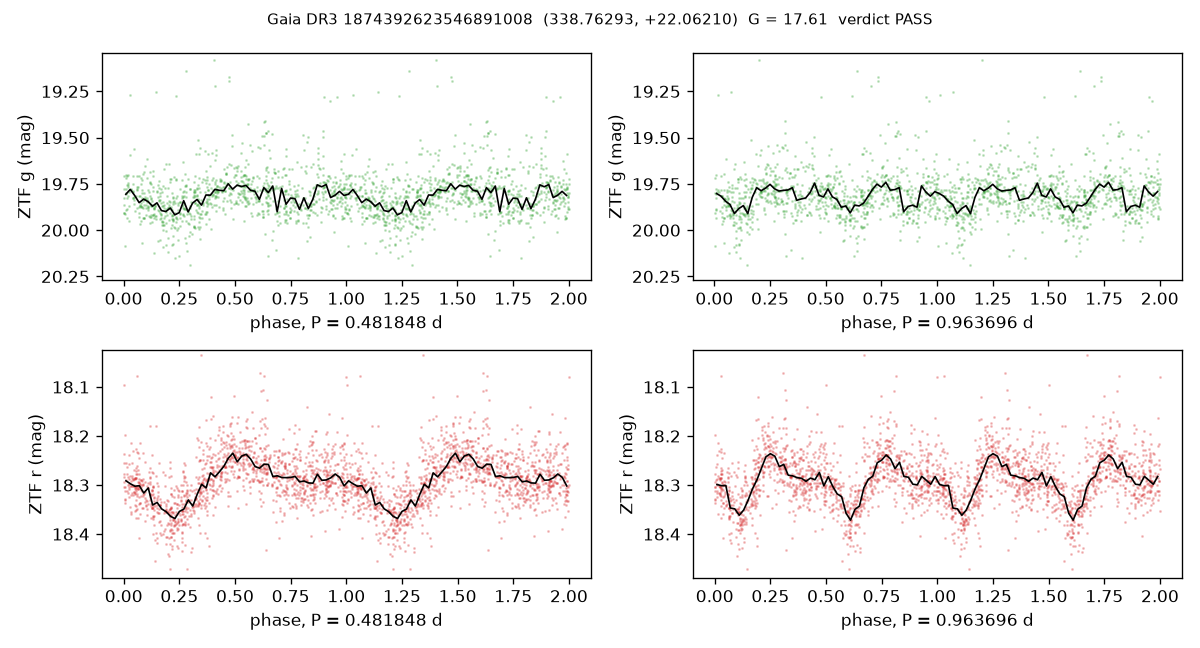 Gaia DR3 1874392623546891008 (338.76293, +22.06210) G = 17.61 verdict PASS
ZTF g (mag)
19.25
19.50
19.75
20.00
20.25
0.00 0.25 0.50 0.75 1.00 1.25 1.50 1.75 2.00
phase, P = 0.481848 d
ZTF g (mag)
19.25
19.50
19.75
20.00
20.25
0.00 0.25 0.50 0.75 1.00 1.25 1.50 1.75 2.00
phase, P = 0.963696 d
ZTF r (mag)
18.1
18.2
18.3
18.4
0.00 0.25 0.50 0.75 1.00 1.25 1.50 1.75 2.00
phase, P = 0.481848 d
ZTF r (mag)
18.1
18.2
18.3
18.4
0.00 0.25 0.50 0.75 1.00 1.25 1.50 1.75 2.00
phase, P = 0.963696 d